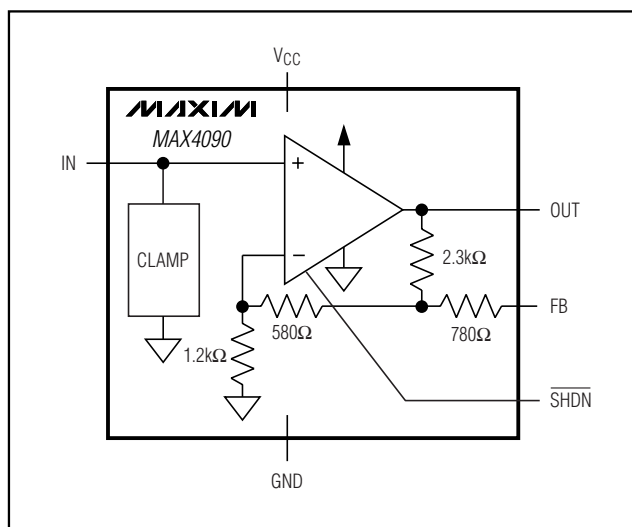 VCC
MAXIM
MAX4090
IN
+
OUT
CLAMP
−
2.3kΩ
580Ω
780Ω
FB
1.2kΩ
SHDN
GND